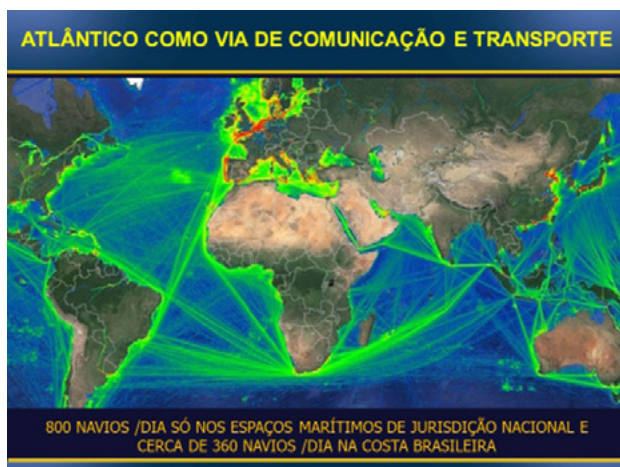 ATLÂNTICO COMO VIA DE COMUNICAÇÃO E TRANSPORTE
800 NAVIOS /DIA SÓ NOS ESPAÇOS MARÍTIMOS DE JURISDIÇÃO NACIONAL E
CERCA DE 360 NAVIOS /DIA NA COSTA BRASILEIRA